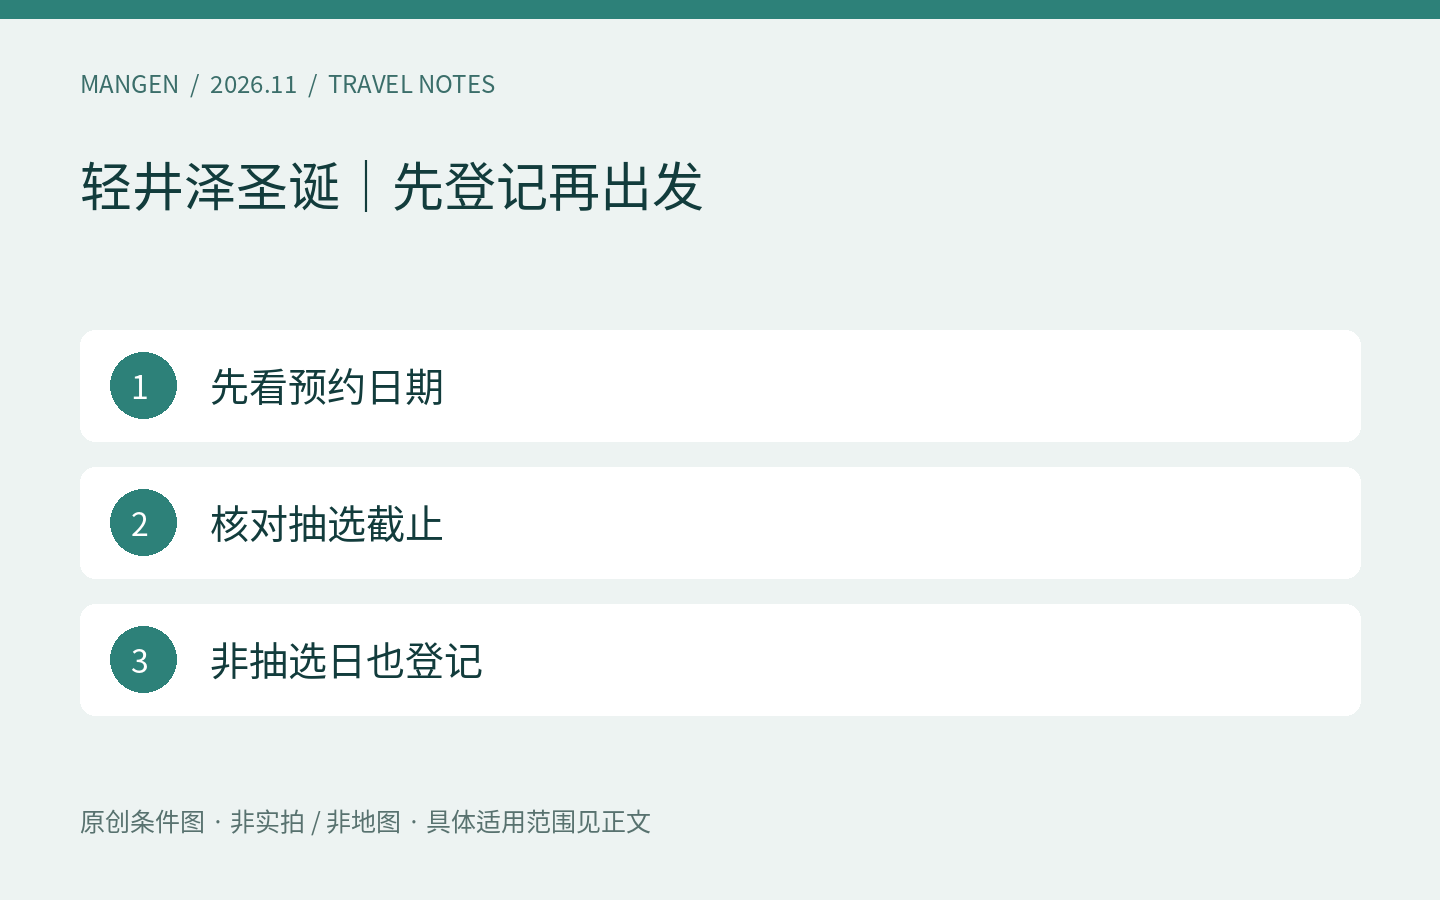 MANGEN / 2026.11 / TRAVEL NOTES
轻井泽圣诞｜先登记再出发
1 先看预约日期
2 核对抽选截止
3 非抽选日也登记
原创条件图 · 非实拍 / 非地图 · 具体适用范围见正文